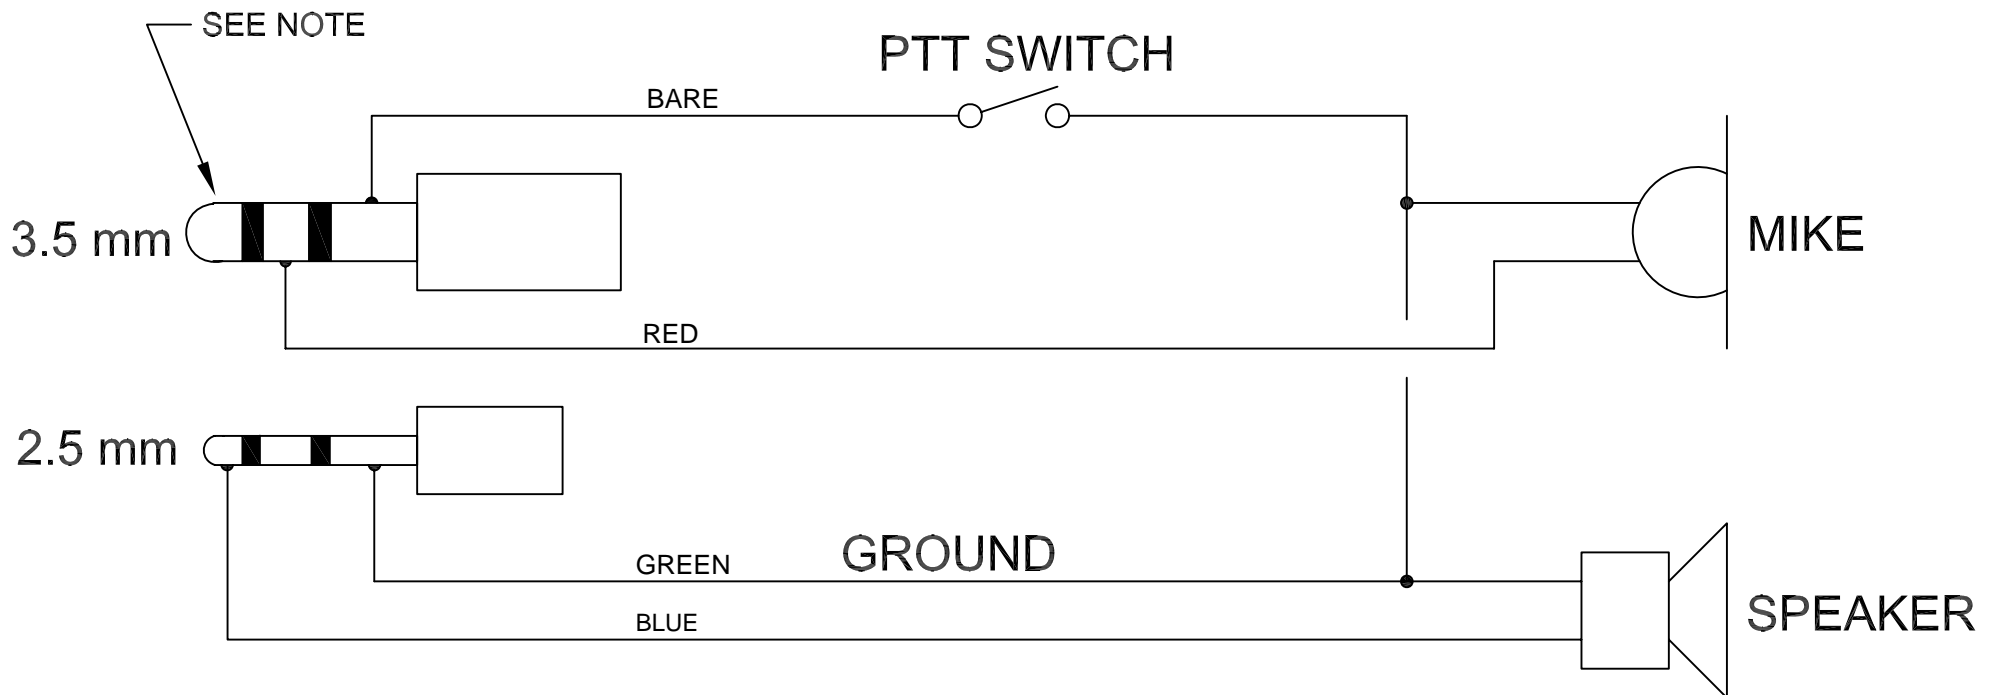 SEE NOTE
PTT SWITCH
BARE
3.5 mm
MIKE
RED
2.5 mm
GREEN
GROUND
BLUE
SPEAKER